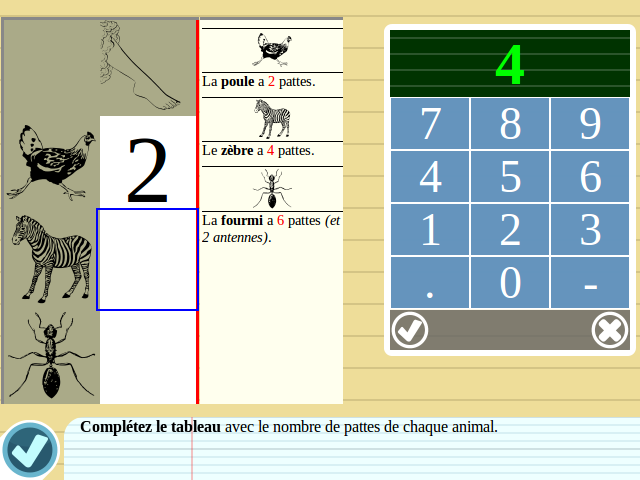 2
La poule a 2 pattes.
Le zèbre a 4 pattes.
La fourmi a 6 pattes (et
2 antennes).
4
7 8 9
4 5 6
1 2 3
. 0 -
Complétez le tableau avec le nombre de pattes de chaque animal.